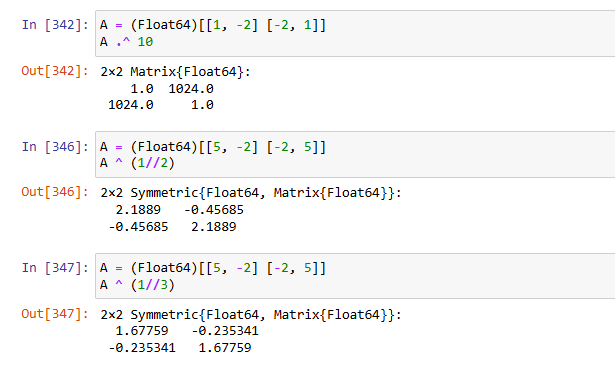 In [342]: A = (Float64)[[1, -2] [-2, 1]]
A .^ 10
Out[342]: 2×2 Matrix{Float64}:
1.0 1024.0
1024.0 1.0
In [346]: A = (Float64)[[5, -2] [-2, 5]]
A ^ (1//2)
Out[346]: 2×2 Symmetric{Float64, Matrix{Float64}}:
2.1889 -0.45685
-0.45685 2.1889
In [347]: A = (Float64)[[5, -2] [-2, 5]]
A ^ (1//3)
Out[347]: 2×2 Symmetric{Float64, Matrix{Float64}}:
1.67759 -0.235341
-0.235341 1.67759